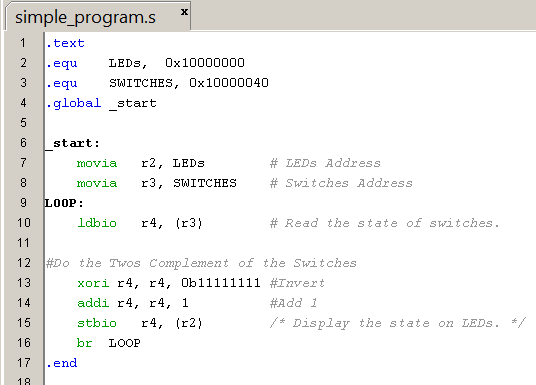 simple_program.s x
1 .text
2 .equ LEDs, 0x10000000
3 .equ SWITCHES, 0x10000040
4 .global _start
5
6 _start:
7 movia r2, LEDs # LEDs Address
8 movia r3, SWITCHES # Switches Address
9 LOOP:
10 ldbio r4, (r3) # Read the state of switches.
11
12 #Do the Twos Complement of the Switches
13 xori r4, r4, 0b11111111 #Invert
14 addi r4, r4, 1 #Add 1
15 stbio r4, (r2) /* Display the state on LEDs. */
16 br LOOP
17 .end
18